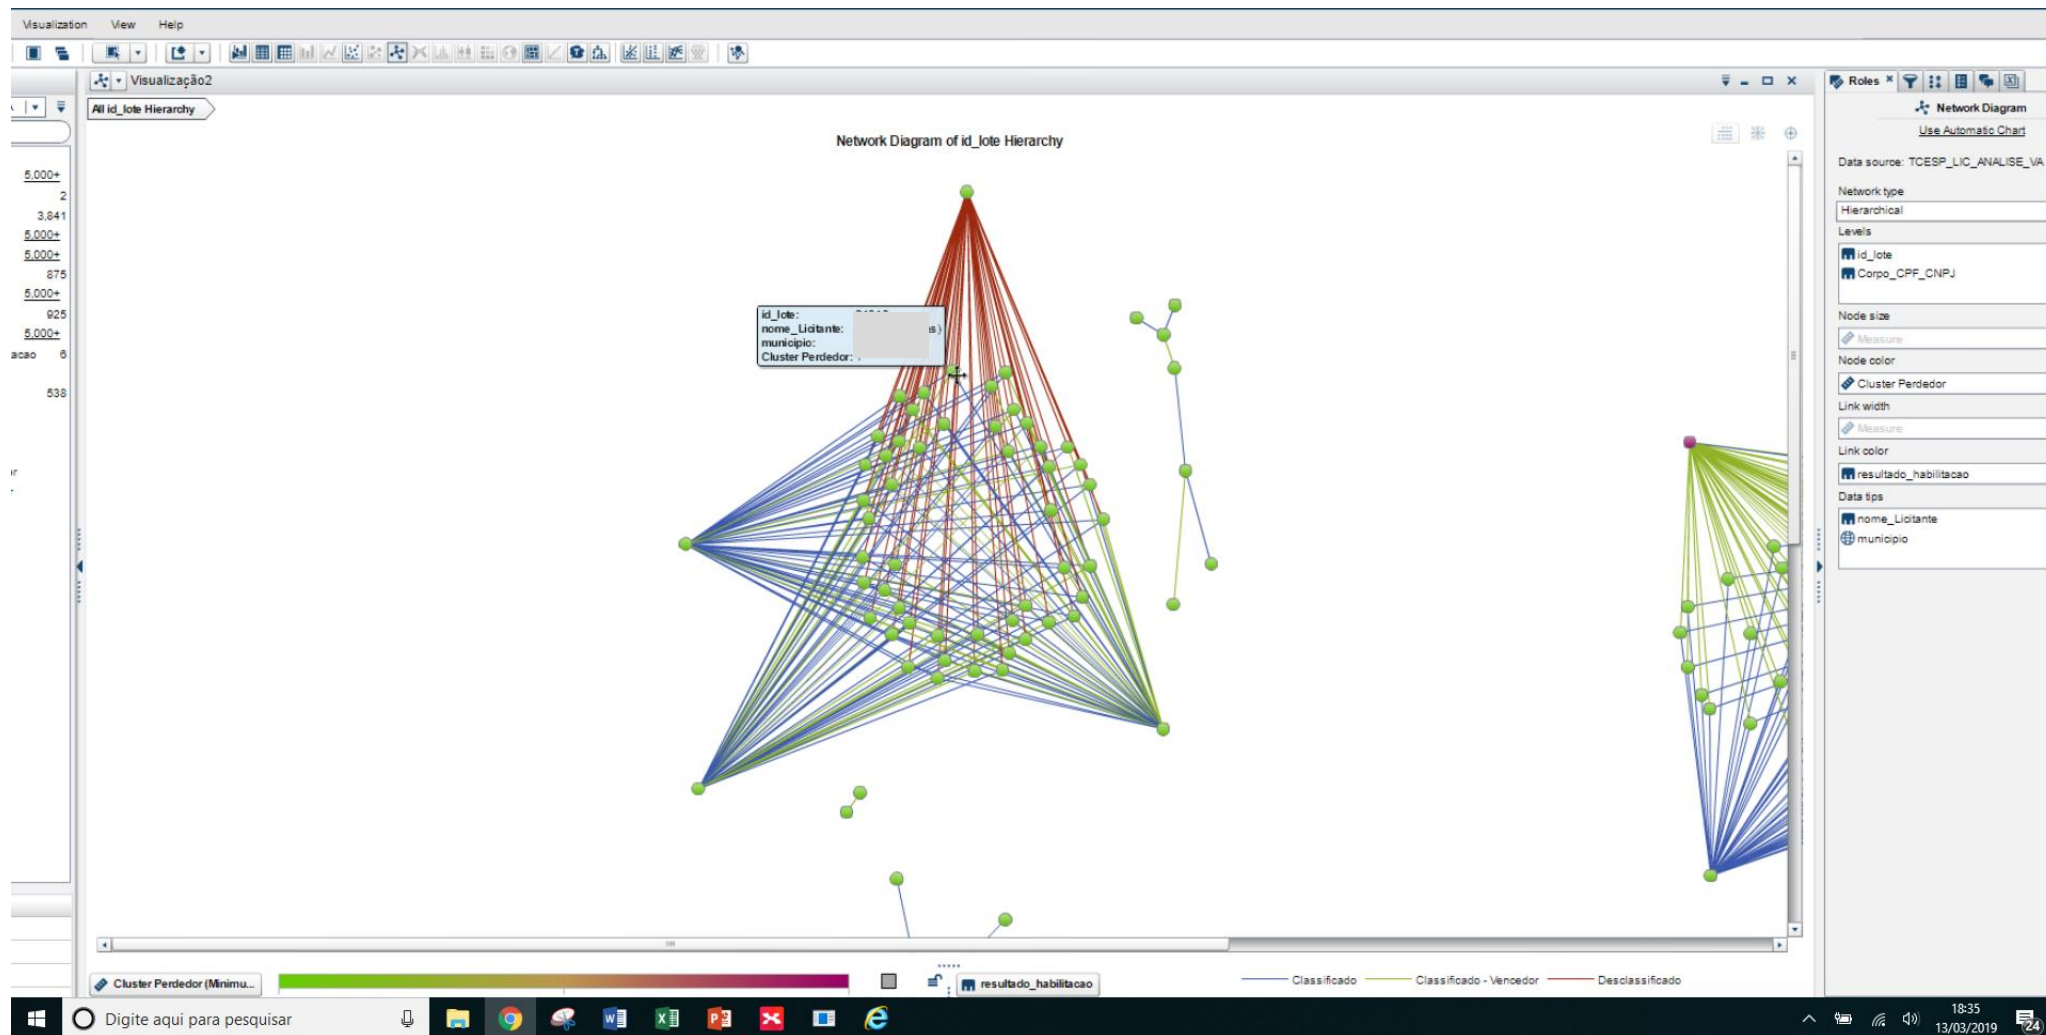 Visualization View Help
Visualização2
All id_lote Hierarchy
Network Diagram of id_lote Hierarchy
5,000+
2
3,841
5,000+
5,000+
875
5,000+
925
5,000+
acao 6
538
id_lote:
nome_Licitante:
municipio:
Cluster Perdedor:
Roles
Network Diagram
Use Automatic Chart
Data source: TCESP_LIC_ANALISE_VA
Network type
Hierarchical
Levels
id_lote
Corpo_CPF_CNPJ
Node size
Measure
Node color
Cluster Perdedor
Link width
Measure
Link color
resultado_habilitacao
Data tips
nome_Licitante
municipio
Cluster Perdedor (Minimu...
resultado_habilitacao
Classificado
Classificado - Vencedor
Desclassificado
Digite aqui para pesquisar
18:35
13/03/2019
24